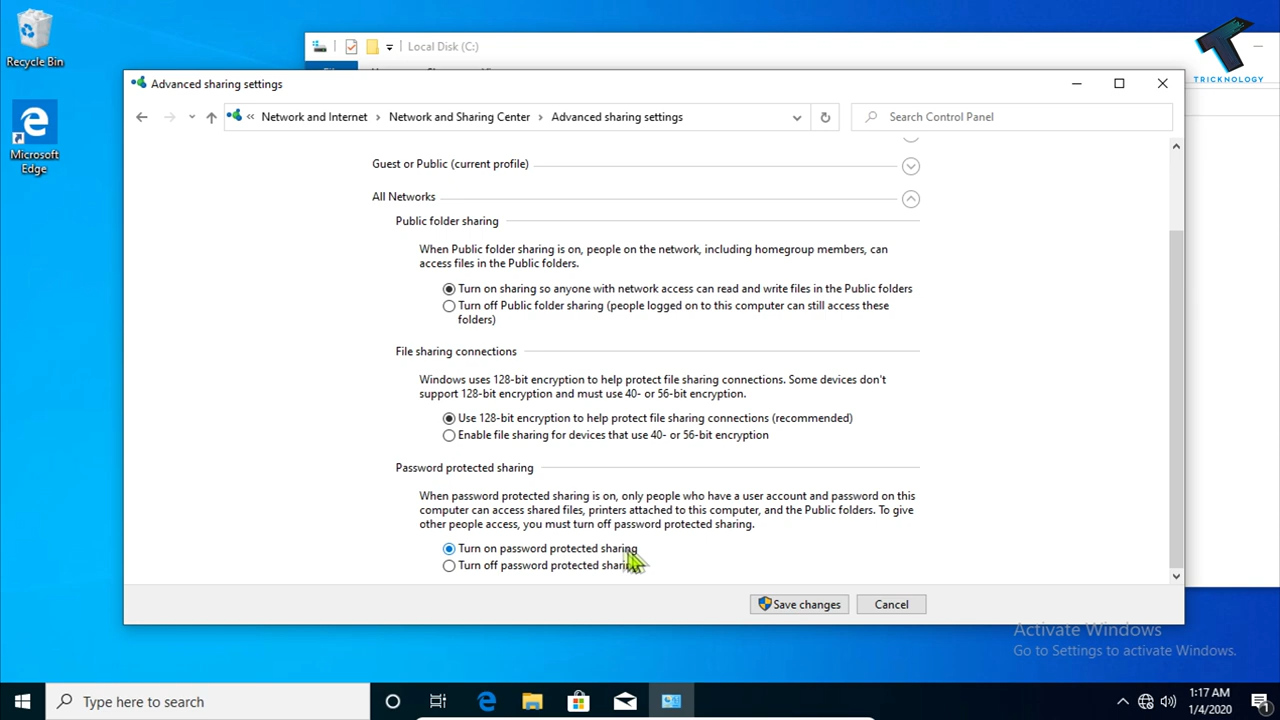 Recycle Bin
Microsoft
Edge
Local Disk (C:)
TRICKNOLOGY
Advanced sharing settings
« Network and Internet > Network and Sharing Center > Advanced sharing settings
Search Control Panel
Guest or Public (current profile)
All Networks
Public folder sharing
When Public folder sharing is on, people on the network, including homegroup members, can
access files in the Public folders.
Turn on sharing so anyone with network access can read and write files in the Public folders
Turn off Public folder sharing (people logged on to this computer can still access these
folders)
File sharing connections
Windows uses 128-bit encryption to help protect file sharing connections. Some devices don't
support 128-bit encryption and must use 40- or 56-bit encryption.
Use 128-bit encryption to help protect file sharing connections (recommended)
Enable file sharing for devices that use 40- or 56-bit encryption
Password protected sharing
When password protected sharing is on, only people who have a user account and password on this
computer can access shared files, printers attached to this computer, and the Public folders. To give
other people access, you must turn off password protected sharing.
Turn on password protected sharing
Turn off password protected sharing
Save changes
Cancel
Activate Windows
Go to Settings to activate Windows.
Type here to search
1:17 AM
1/4/2020
1